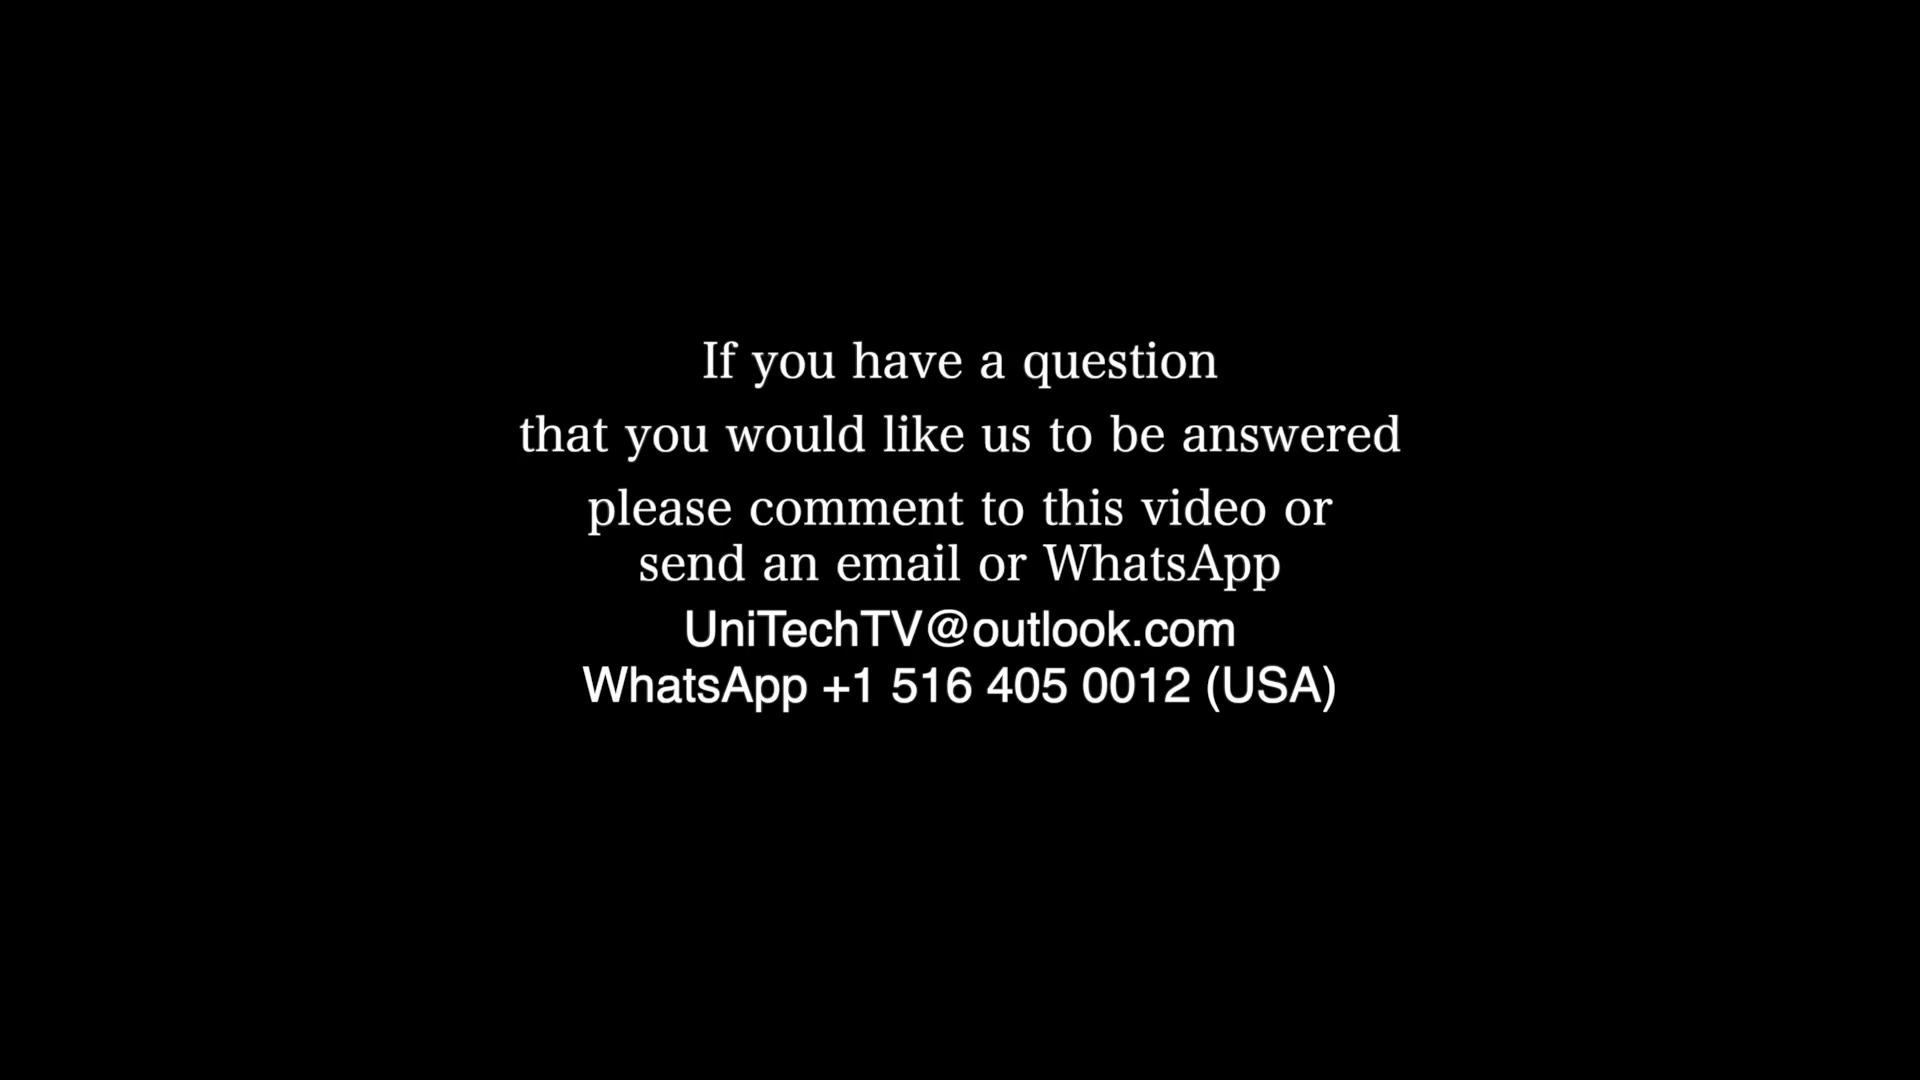 If you have a question
that you would like us to be answered
please comment to this video or
send an email or WhatsApp
UniTechTV@outlook.com
WhatsApp +1 516 405 0012 (USA)